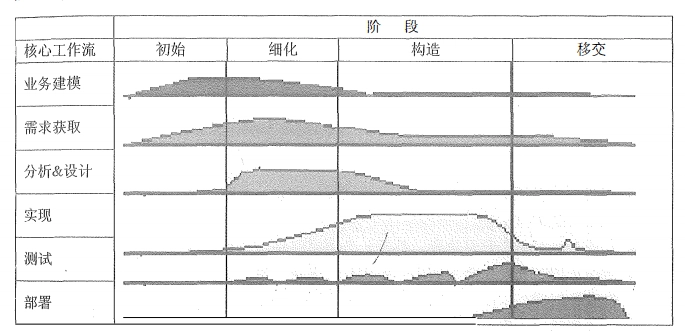 阶 段
核心工作流 初始 细化 构造 移交
业务建模
需求获取
分析&设计
实现
测试
部署